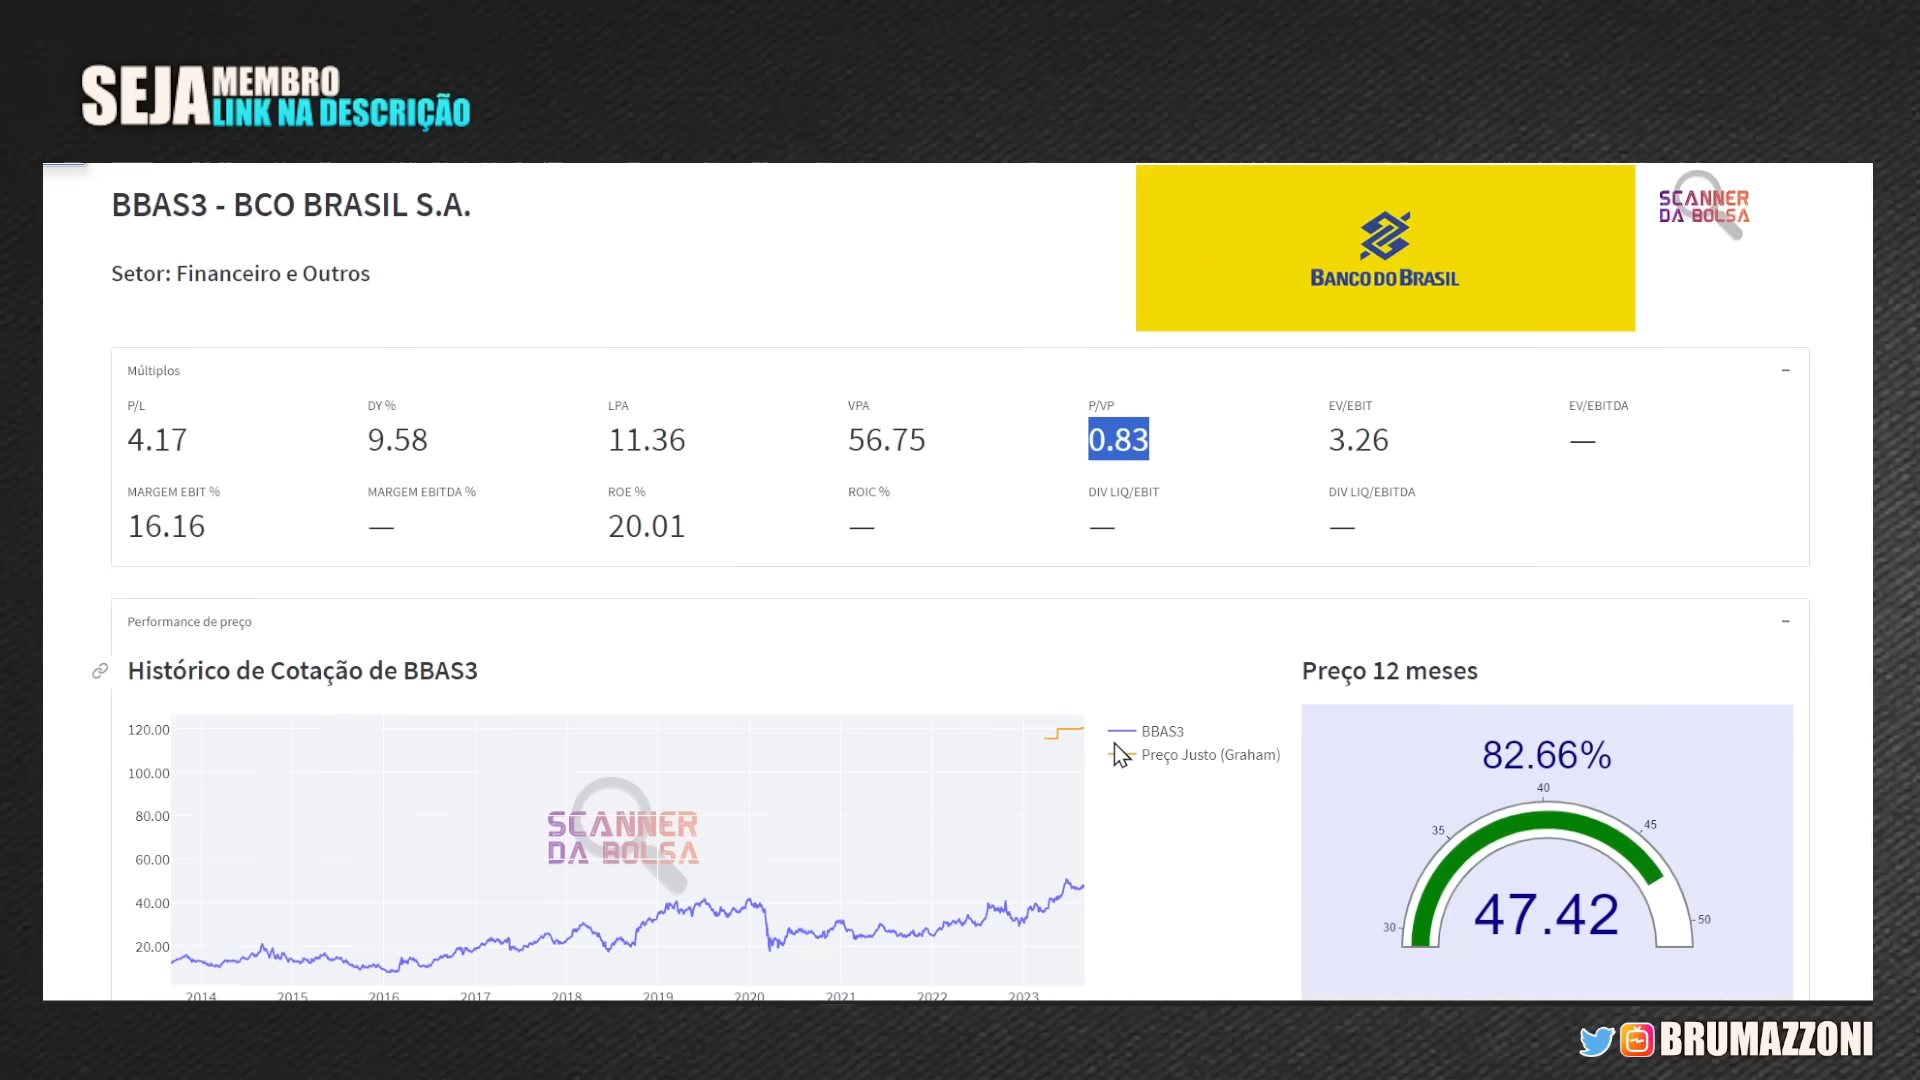 SEJA MEMBRO
LINK NA DESCRIÇÃO
BBAS3 - BCO BRASIL S.A.
Setor: Financeiro e Outros
BANCO DO BRASIL
SCANNER
DA BOLSA
Múltiplos
P/L DY % LPA VPA P/VP EV/EBIT EV/EBITDA
4.17 9.58 11.36 56.75 0.83 3.26 —
MARGEM EBIT % MARGEM EBITDA % ROE % ROIC % DIV LIQ/EBIT DIV LIQ/EBITDA
16.16 — 20.01 — — —
Performance de preço
Histórico de Cotação de BBAS3
120.00
100.00
80.00
60.00
40.00
20.00
2014 2015 2016 2017 2018 2019 2020 2021 2022 2023
SCANNER
DA BOLSA
BBAS3
Preço Justo (Graham)
Preço 12 meses
82.66%
40
35 45
47.42
30 50
BRUMAZZONI